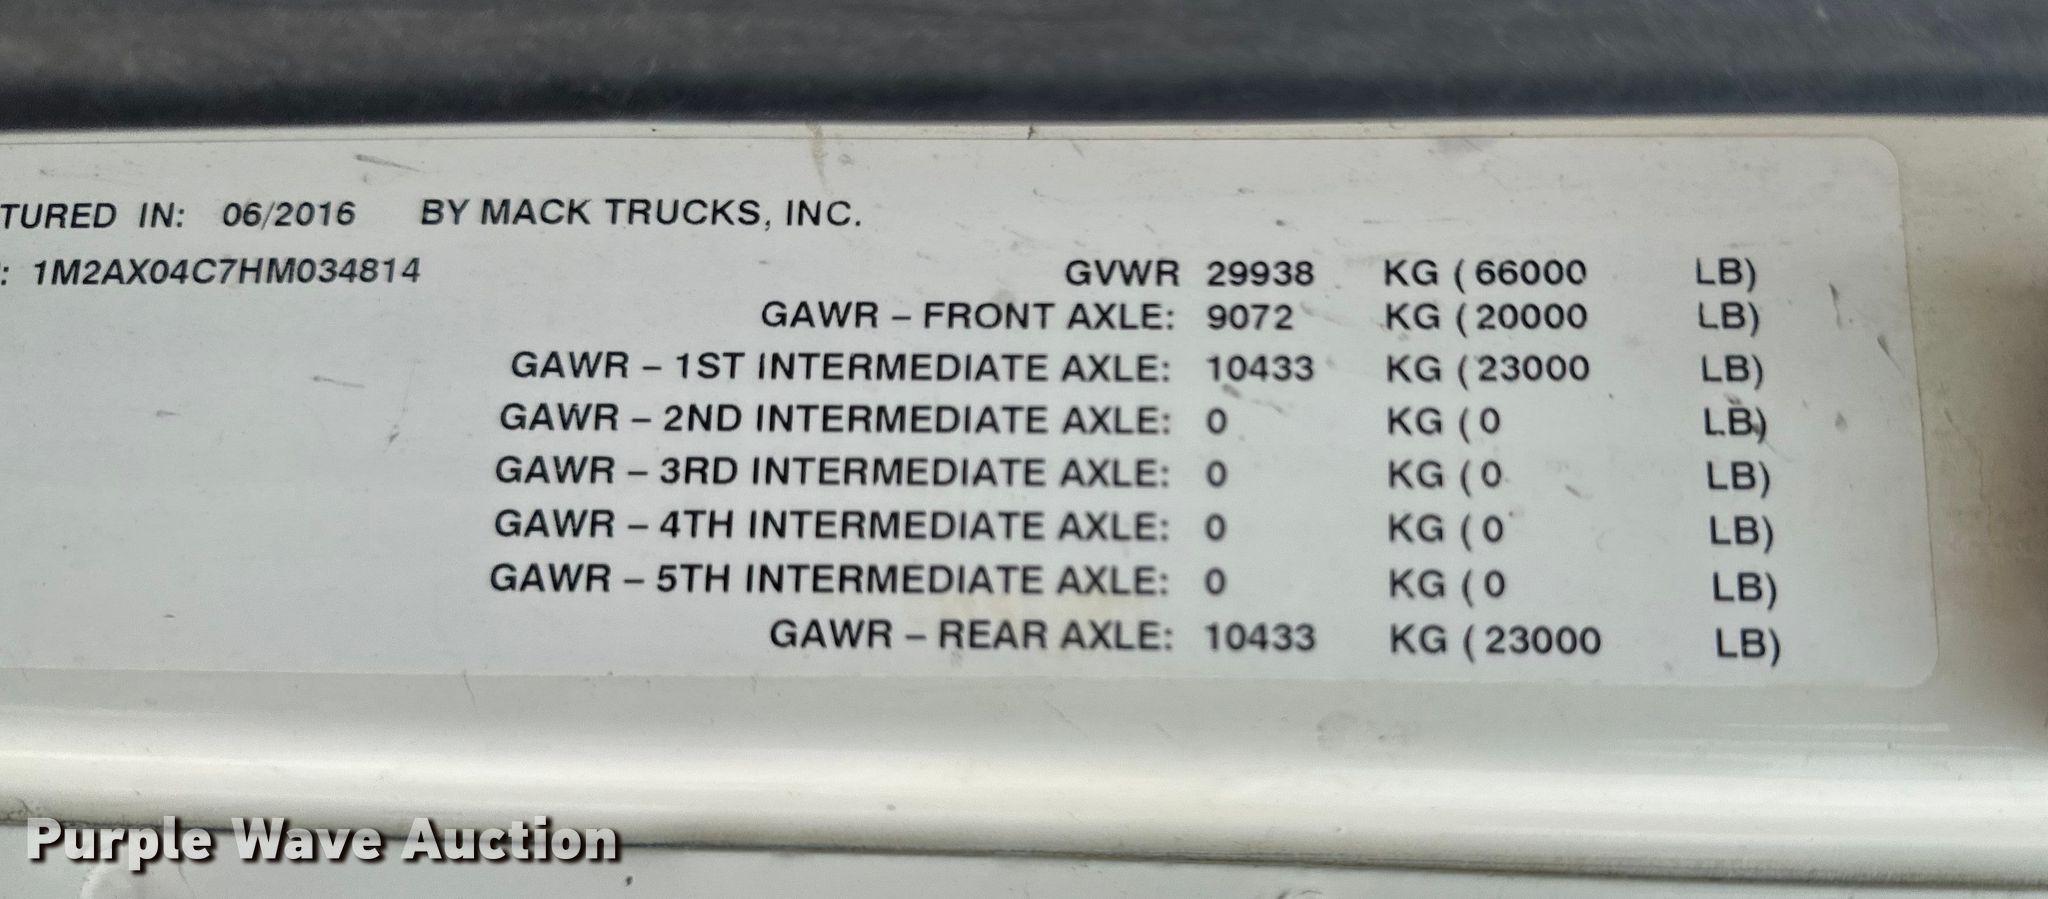 TURED IN: 06/2016 BY MACK TRUCKS, INC.
: 1M2AX04C7HM034814 GVWR 29938 KG ( 66000 LB)
GAWR – FRONT AXLE: 9072 KG ( 20000 LB)
GAWR – 1ST INTERMEDIATE AXLE: 10433 KG ( 23000 LB)
GAWR – 2ND INTERMEDIATE AXLE: 0 KG ( 0 LB)
GAWR – 3RD INTERMEDIATE AXLE: 0 KG ( 0 LB)
GAWR – 4TH INTERMEDIATE AXLE: 0 KG ( 0 LB)
GAWR – 5TH INTERMEDIATE AXLE: 0 KG ( 0 LB)
GAWR – REAR AXLE: 10433 KG ( 23000 LB)
Purple Wave Auction